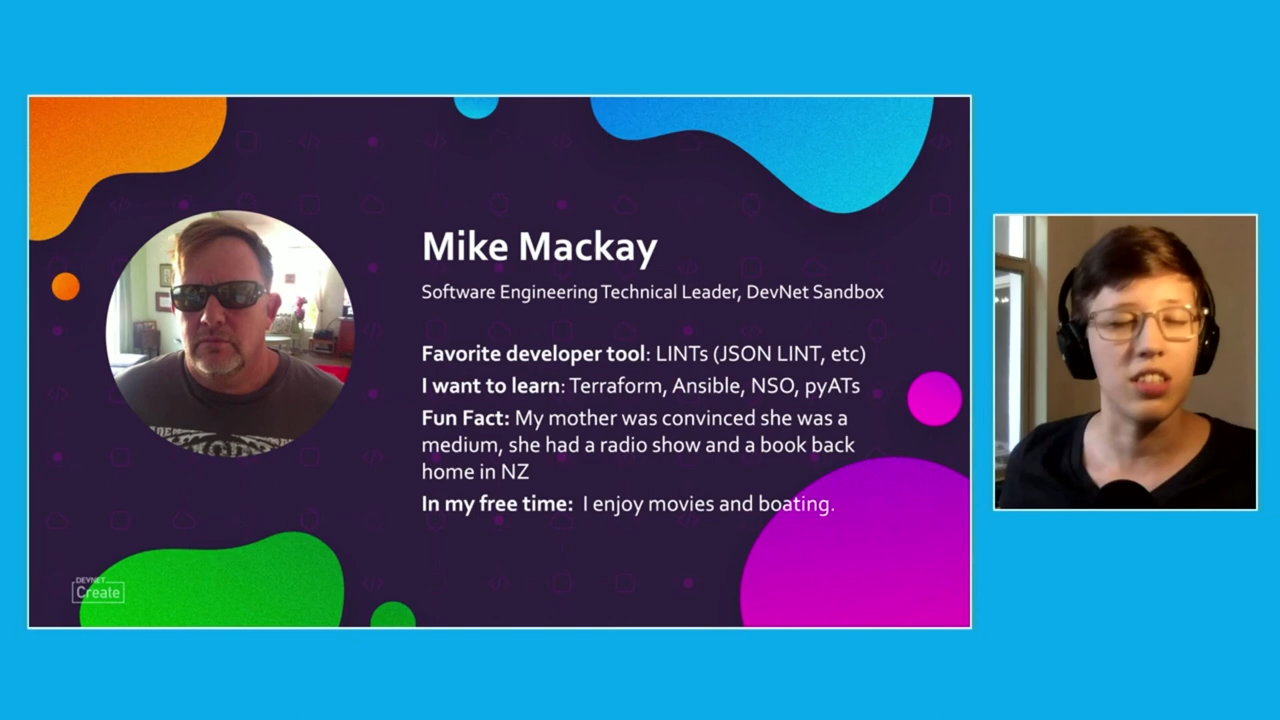 Mike Mackay
Software Engineering Technical Leader, DevNet Sandbox
Favorite developer tool: LINTs (JSON LINT, etc)
I want to learn: Terraform, Ansible, NSO, pyATs
Fun Fact: My mother was convinced she was a
medium, she had a radio show and a book back
home in NZ
In my free time: I enjoy movies and boating.
DEVNET
Create